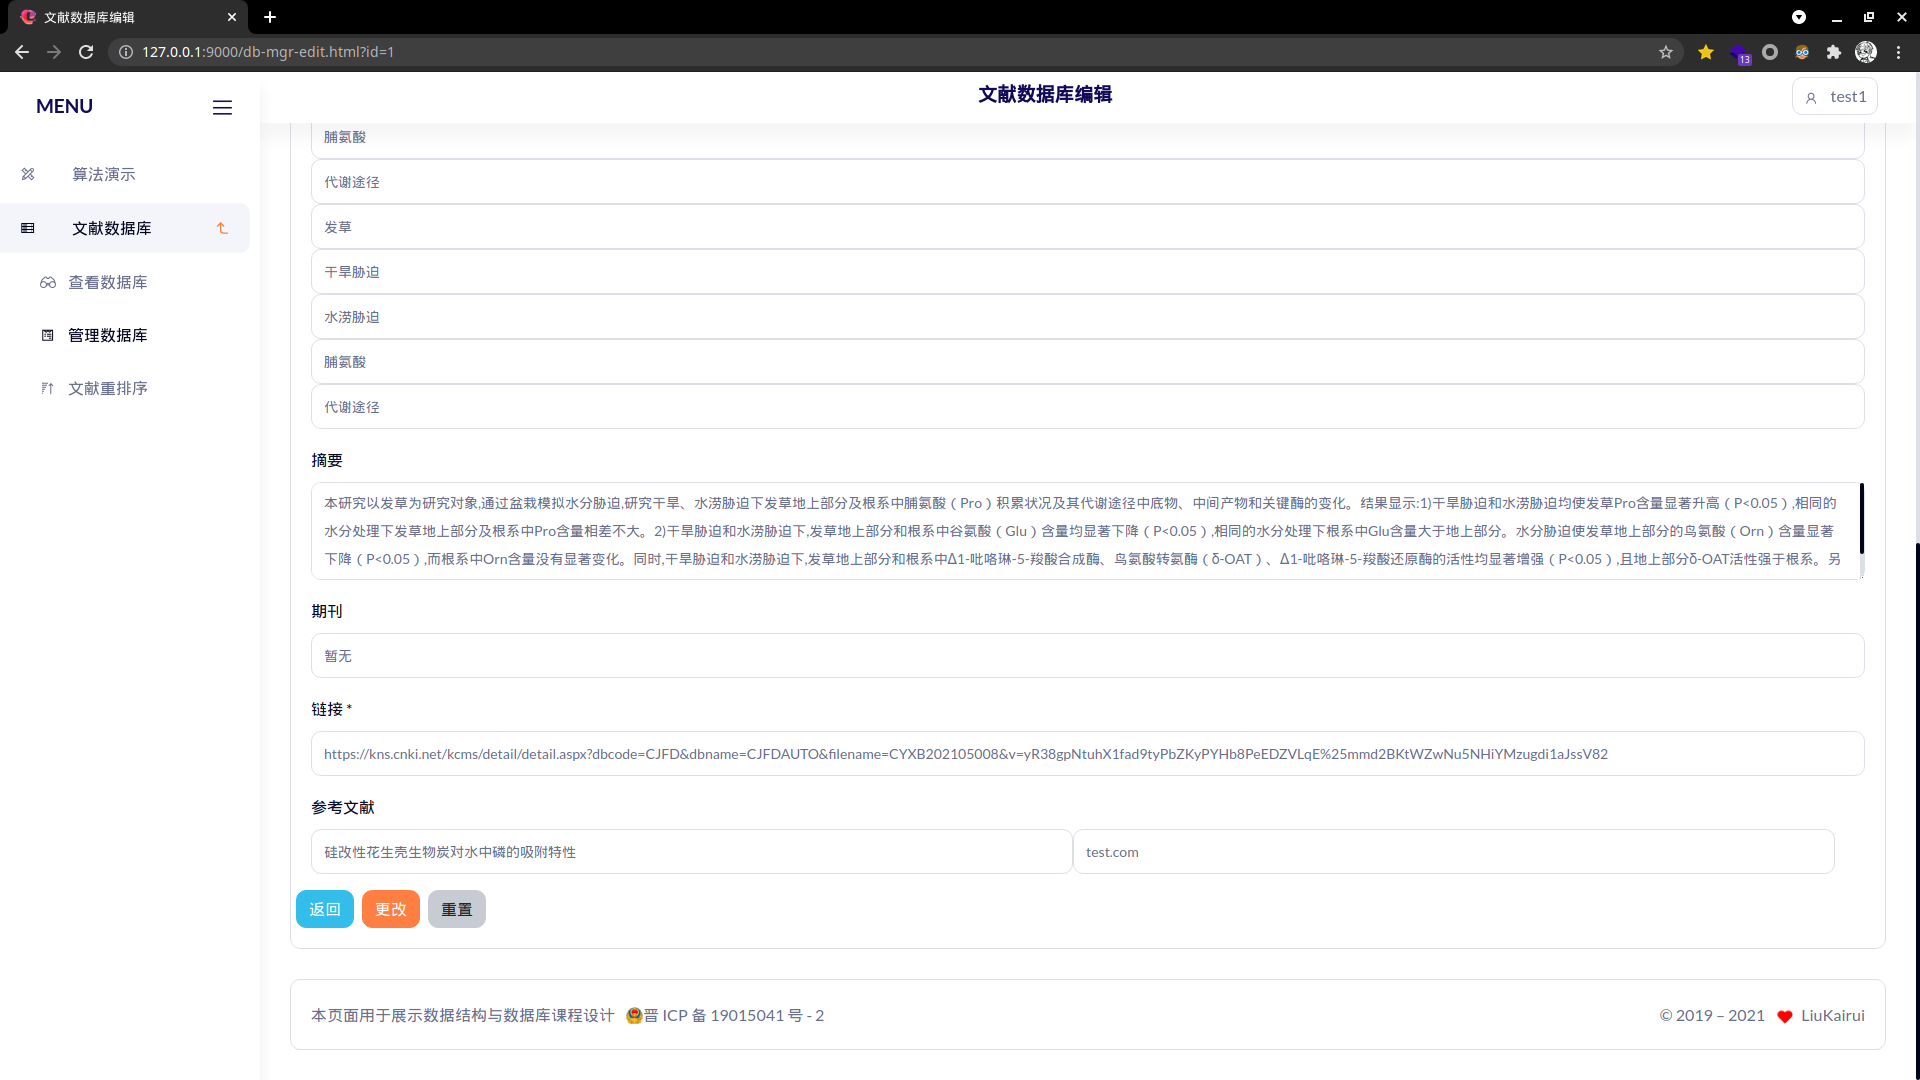 文献数据库编辑
127.0.0.1:9000/db-mgr-edit.html?id=1
13
MENU
文献数据库编辑
test1
算法演示
文献数据库
查看数据库
管理数据库
文献重排序
脯氨酸
代谢途径
发草
干旱胁迫
水涝胁迫
脯氨酸
代谢途径
摘要
本研究以发草为研究对象,通过盆栽模拟水分胁迫,研究干旱、水涝胁迫下发草地上部分及根系中脯氨酸（Pro）积累状况及其代谢途径中底物、中间产物和关键酶的变化。结果显示:1)干旱胁迫和水涝胁迫均使发草Pro含量显著升高（P<0.05）,相同的
水分处理下发草地上部分及根系中Pro含量相差不大。2)干旱胁迫和水涝胁迫下,发草地上部分和根系中谷氨酸（Glu）含量均显著下降（P<0.05）,相同的水分处理下根系中Glu含量大于地上部分。水分胁迫使发草地上部分的鸟氨酸（Orn）含量显著
下降（P<0.05）,而根系中Orn含量没有显著变化。同时,干旱胁迫和水涝胁迫下,发草地上部分和根系中Δ1-吡咯琳-5-羧酸合成酶、鸟氨酸转氨酶（δ-OAT）、Δ1-吡咯琳-5-羧酸还原酶的活性均显著增强（P<0.05）,且地上部分δ-OAT活性强于根系。另
期刊
暂无
链接 *
https://kns.cnki.net/kcms/detail/detail.aspx?dbcode=CJFD&dbname=CJFDAUTO&filename=CYXB202105008&v=yR38gpNtuhX1fad9tyPbZKyPYHb8PeEDZVLqE%25mmd2BKtWZwNu5NHiYMzugdi1aJssV82
参考文献
硅改性花生壳生物炭对水中磷的吸附特性 test.com
返回 更改 重置
本页面用于展示数据结构与数据库课程设计 晋 ICP 备 19015041 号 - 2
© 2019 – 2021 LiuKairui